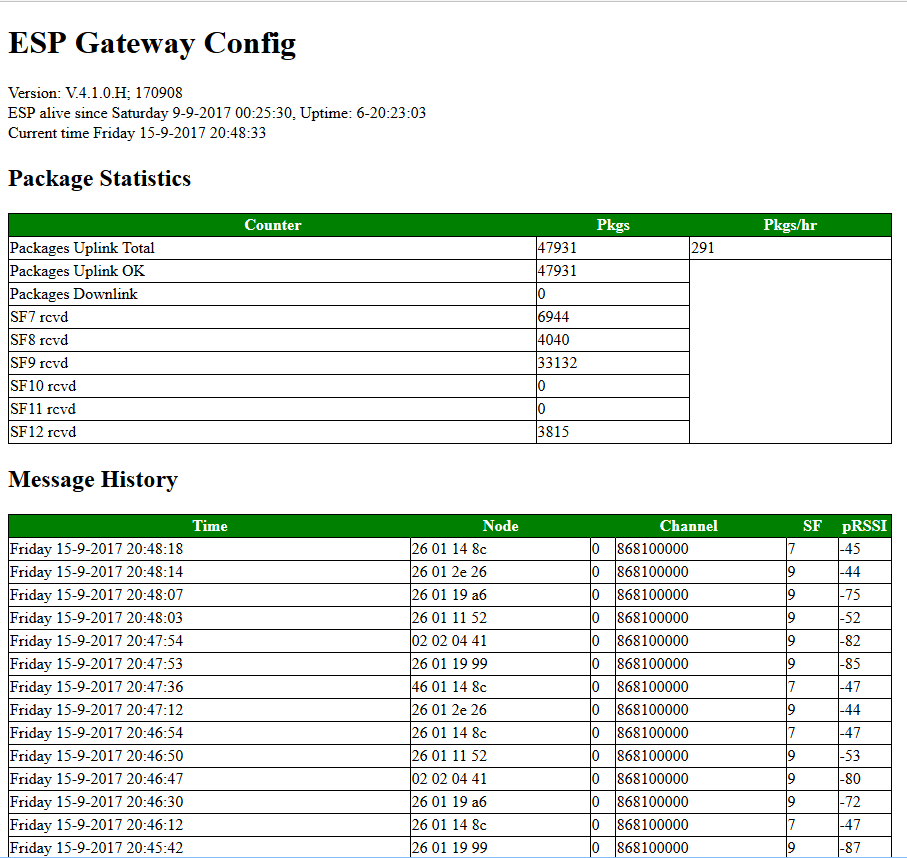 ESP Gateway Config
Version: V.4.1.0.H; 170908
ESP alive since Saturday 9-9-2017 00:25:30, Uptime: 6-20:23:03
Current time Friday 15-9-2017 20:48:33
Package Statistics
Counter Pkgs Pkgs/hr
Packages Uplink Total 47931 291
Packages Uplink OK 47931
Packages Downlink 0
SF7 rcvd 6944
SF8 rcvd 4040
SF9 rcvd 33132
SF10 rcvd 0
SF11 rcvd 0
SF12 rcvd 3815
Message History
Time Node Channel SF pRSSI
Friday 15-9-2017 20:48:18 26 01 14 8c 0 868100000 7 -45
Friday 15-9-2017 20:48:14 26 01 2e 26 0 868100000 9 -44
Friday 15-9-2017 20:48:07 26 01 19 a6 0 868100000 9 -75
Friday 15-9-2017 20:48:03 26 01 11 52 0 868100000 9 -52
Friday 15-9-2017 20:47:54 02 02 04 41 0 868100000 9 -82
Friday 15-9-2017 20:47:53 26 01 19 99 0 868100000 9 -85
Friday 15-9-2017 20:47:36 46 01 14 8c 0 868100000 7 -47
Friday 15-9-2017 20:47:12 26 01 2e 26 0 868100000 9 -44
Friday 15-9-2017 20:46:54 26 01 14 8c 0 868100000 7 -47
Friday 15-9-2017 20:46:50 26 01 11 52 0 868100000 9 -53
Friday 15-9-2017 20:46:47 02 02 04 41 0 868100000 9 -80
Friday 15-9-2017 20:46:30 26 01 19 a6 0 868100000 9 -72
Friday 15-9-2017 20:46:12 26 01 14 8c 0 868100000 7 -47
Friday 15-9-2017 20:45:42 26 01 19 99 0 868100000 9 -87